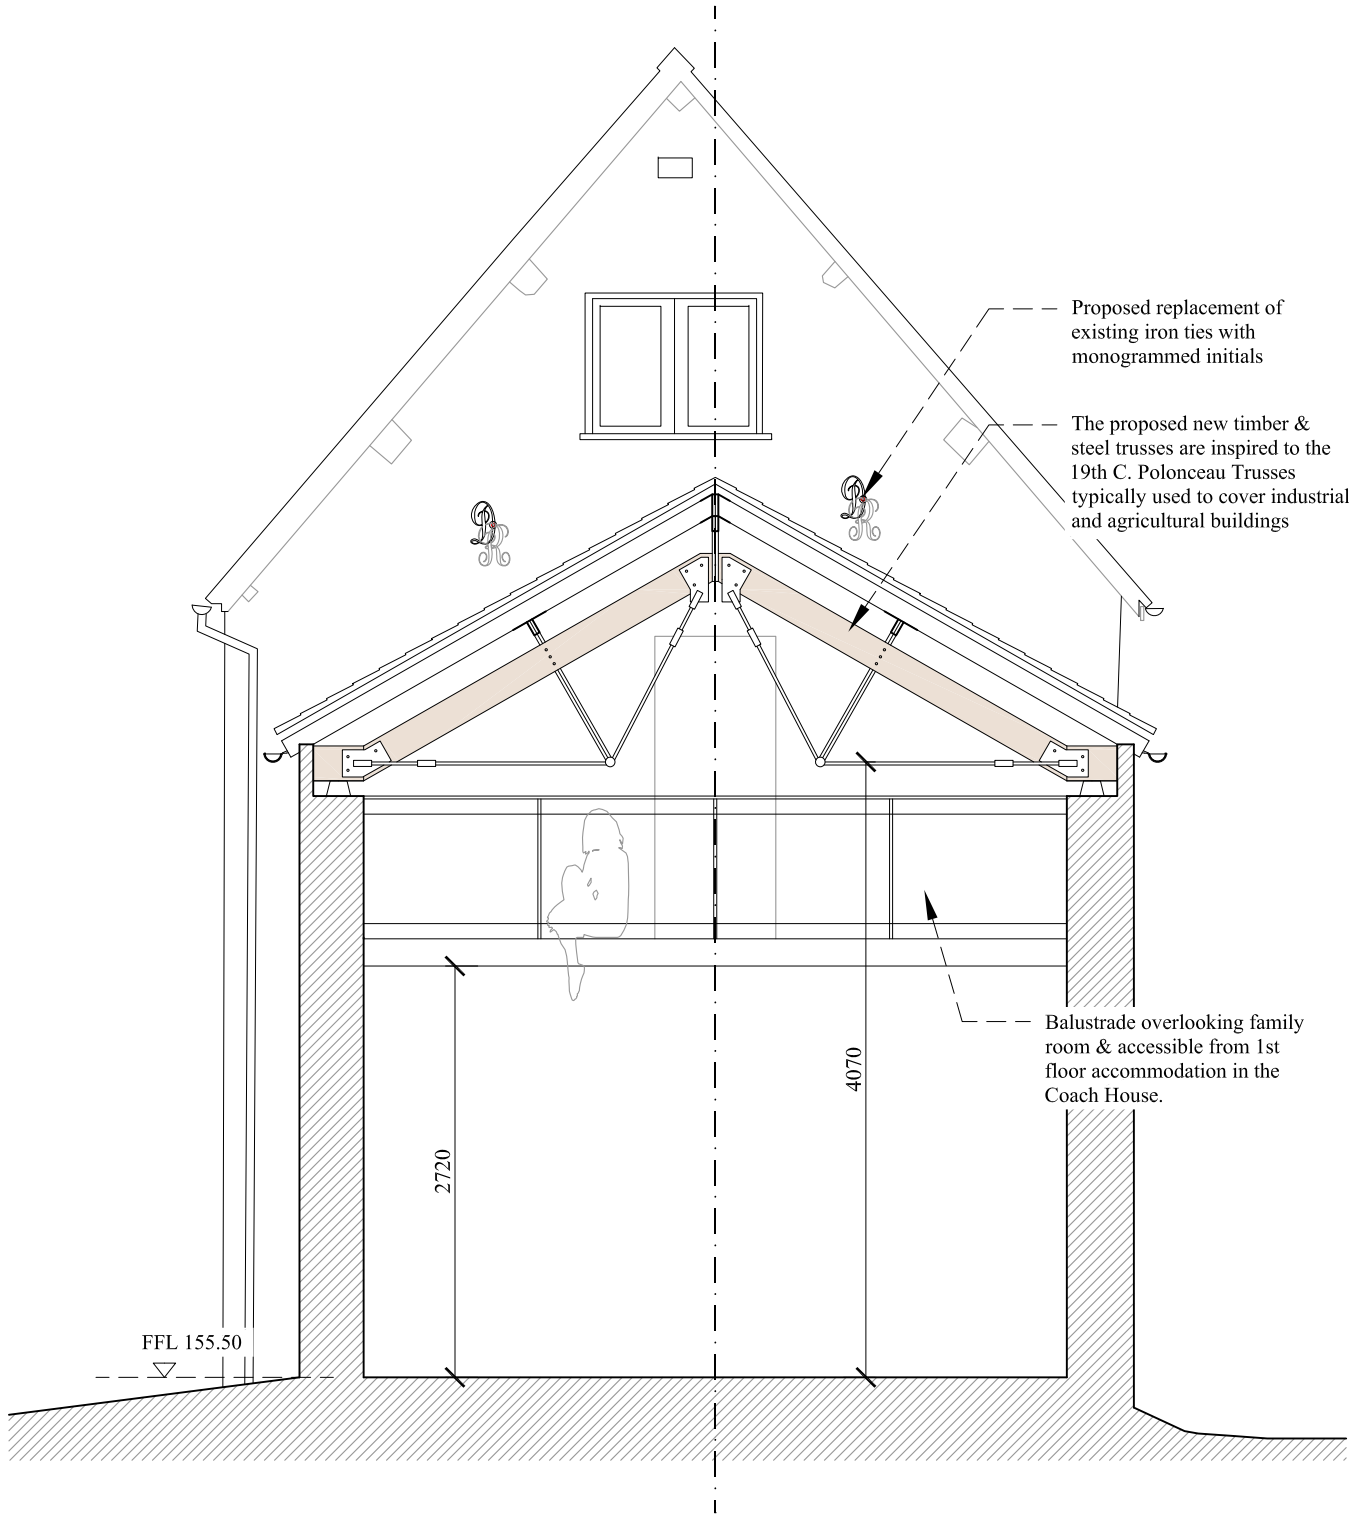 Proposed replacement of
existing iron ties with
monogrammed initials
The proposed new timber &
steel trusses are inspired to the
19th C. Polonceau Trusses
typically used to cover industrial
and agricultural buildings
Balustrade overlooking family
room & accessible from 1st
floor accommodation in the
Coach House.
4070
2720
FFL 155.50